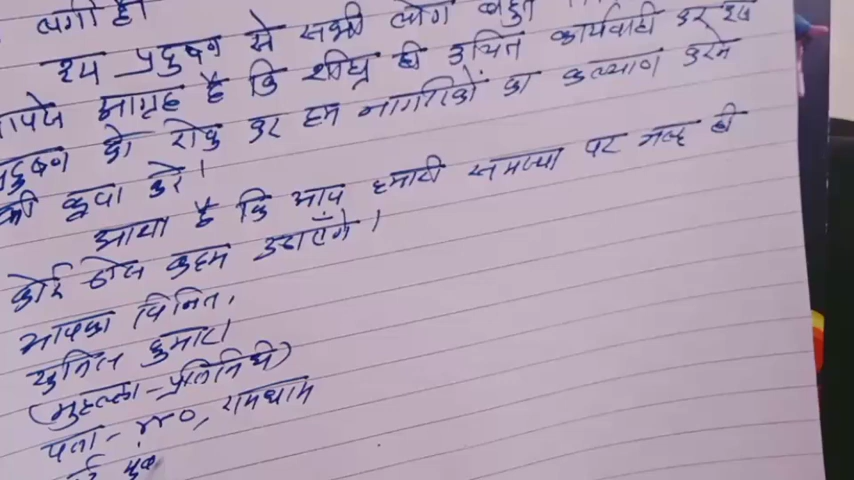 लगी है।
इस प्रदुषण से सभी लोग बहुत
आपसे आग्रह है कि शीघ्र ही उचित कार्यवाही कर इस
प्रदुषण को रोक कर हम नागरिकों का कल्याण करने
की कृपा करें।
आशा है कि आप हमारी समस्या पर जल्द ही
कोई ठोस कदम उठाएँगे।
आपका विनित,
सुनिल कुमार।
(मुहल्ला-प्रतिनिधी)
पता- ४४०, रामधाम